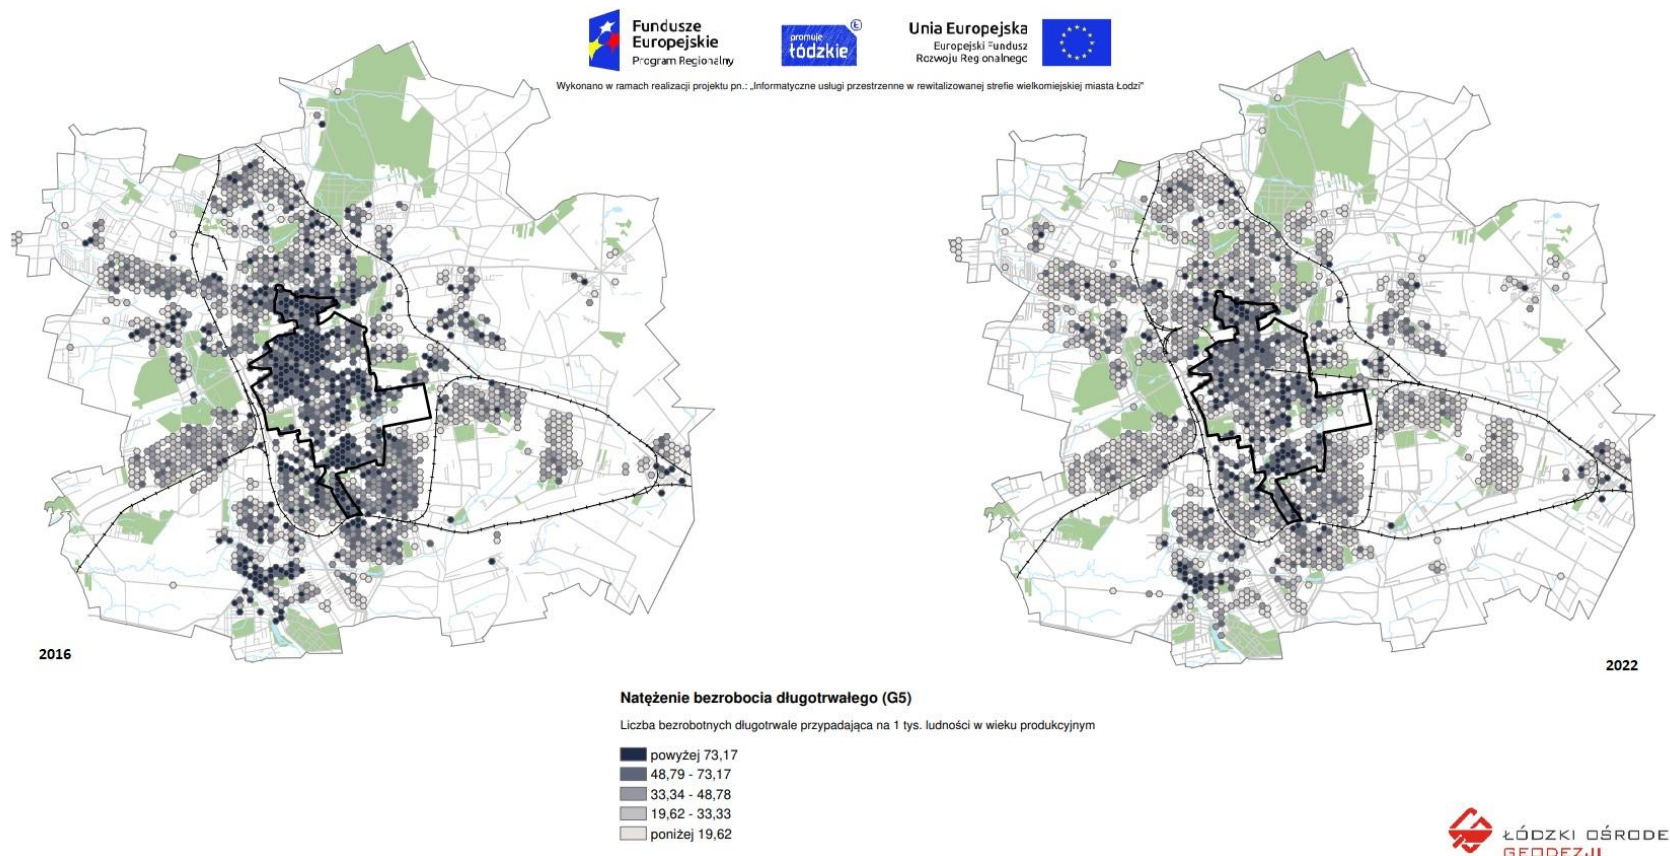 Fundusze
Europejskie
Program Regionalny
promuje
łódzkie
Unia Europejska
Europejski Fundusz
Rozwoju Reg onalnego
Wykonano w ramach realizacji projektu pn.: „Informatyczne usługi przestrzenne w rewitalizowanej strefie wielkomiejskiej miasta Łodzi"
2016
2022
Natężenie bezrobocia długotrwałego (G5)
Liczba bezrobotnych długotrwale przypadająca na 1 tys. ludności w wieku produkcyjnym
powyżej 73,17
48,79 - 73,17
33,34 - 48,78
19,62 - 33,33
poniżej 19,62
ŁÓDZKI OŚRODE
GEODEZJI